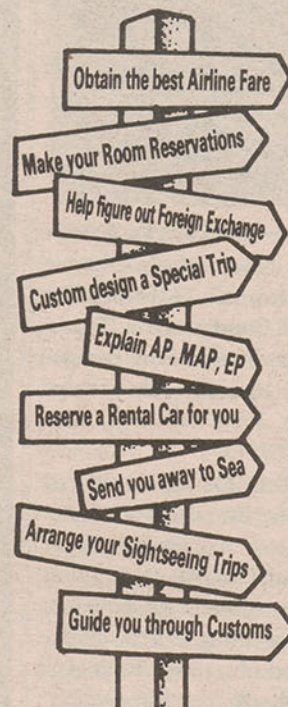 Obtain the best Airline Fare
Make your Room Reservations
Help figure out Foreign Exchange
Custom design a Special Trip
Explain AP, MAP, EP
Reserve a Rental Car for you
Send you away to Sea
Arrange your Sightseeing Trips
Guide you through Customs